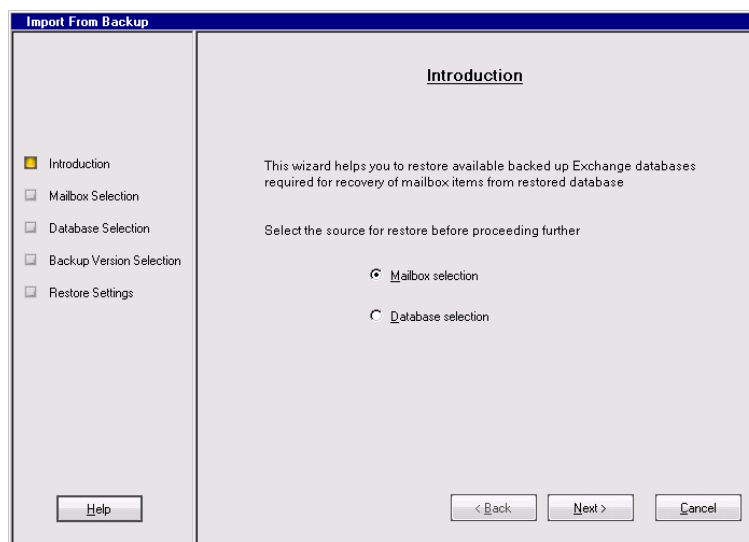 Import From Backup
Introduction
Mailbox Selection
Database Selection
Backup Version Selection
Restore Settings
Help
Introduction
This wizard helps you to restore available backed up Exchange databases
required for recovery of mailbox items from restored database
Select the source for restore before proceeding further
Mailbox selection
Database selection
< Back
Next >
Cancel